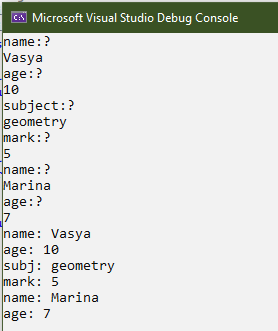 Microsoft Visual Studio Debug Console
name:?
Vasya
age:?
10
subject:?
geometry
mark:?
5
name:?
Marina
age:?
7
name: Vasya
age: 10
subj: geometry
mark: 5
name: Marina
age: 7